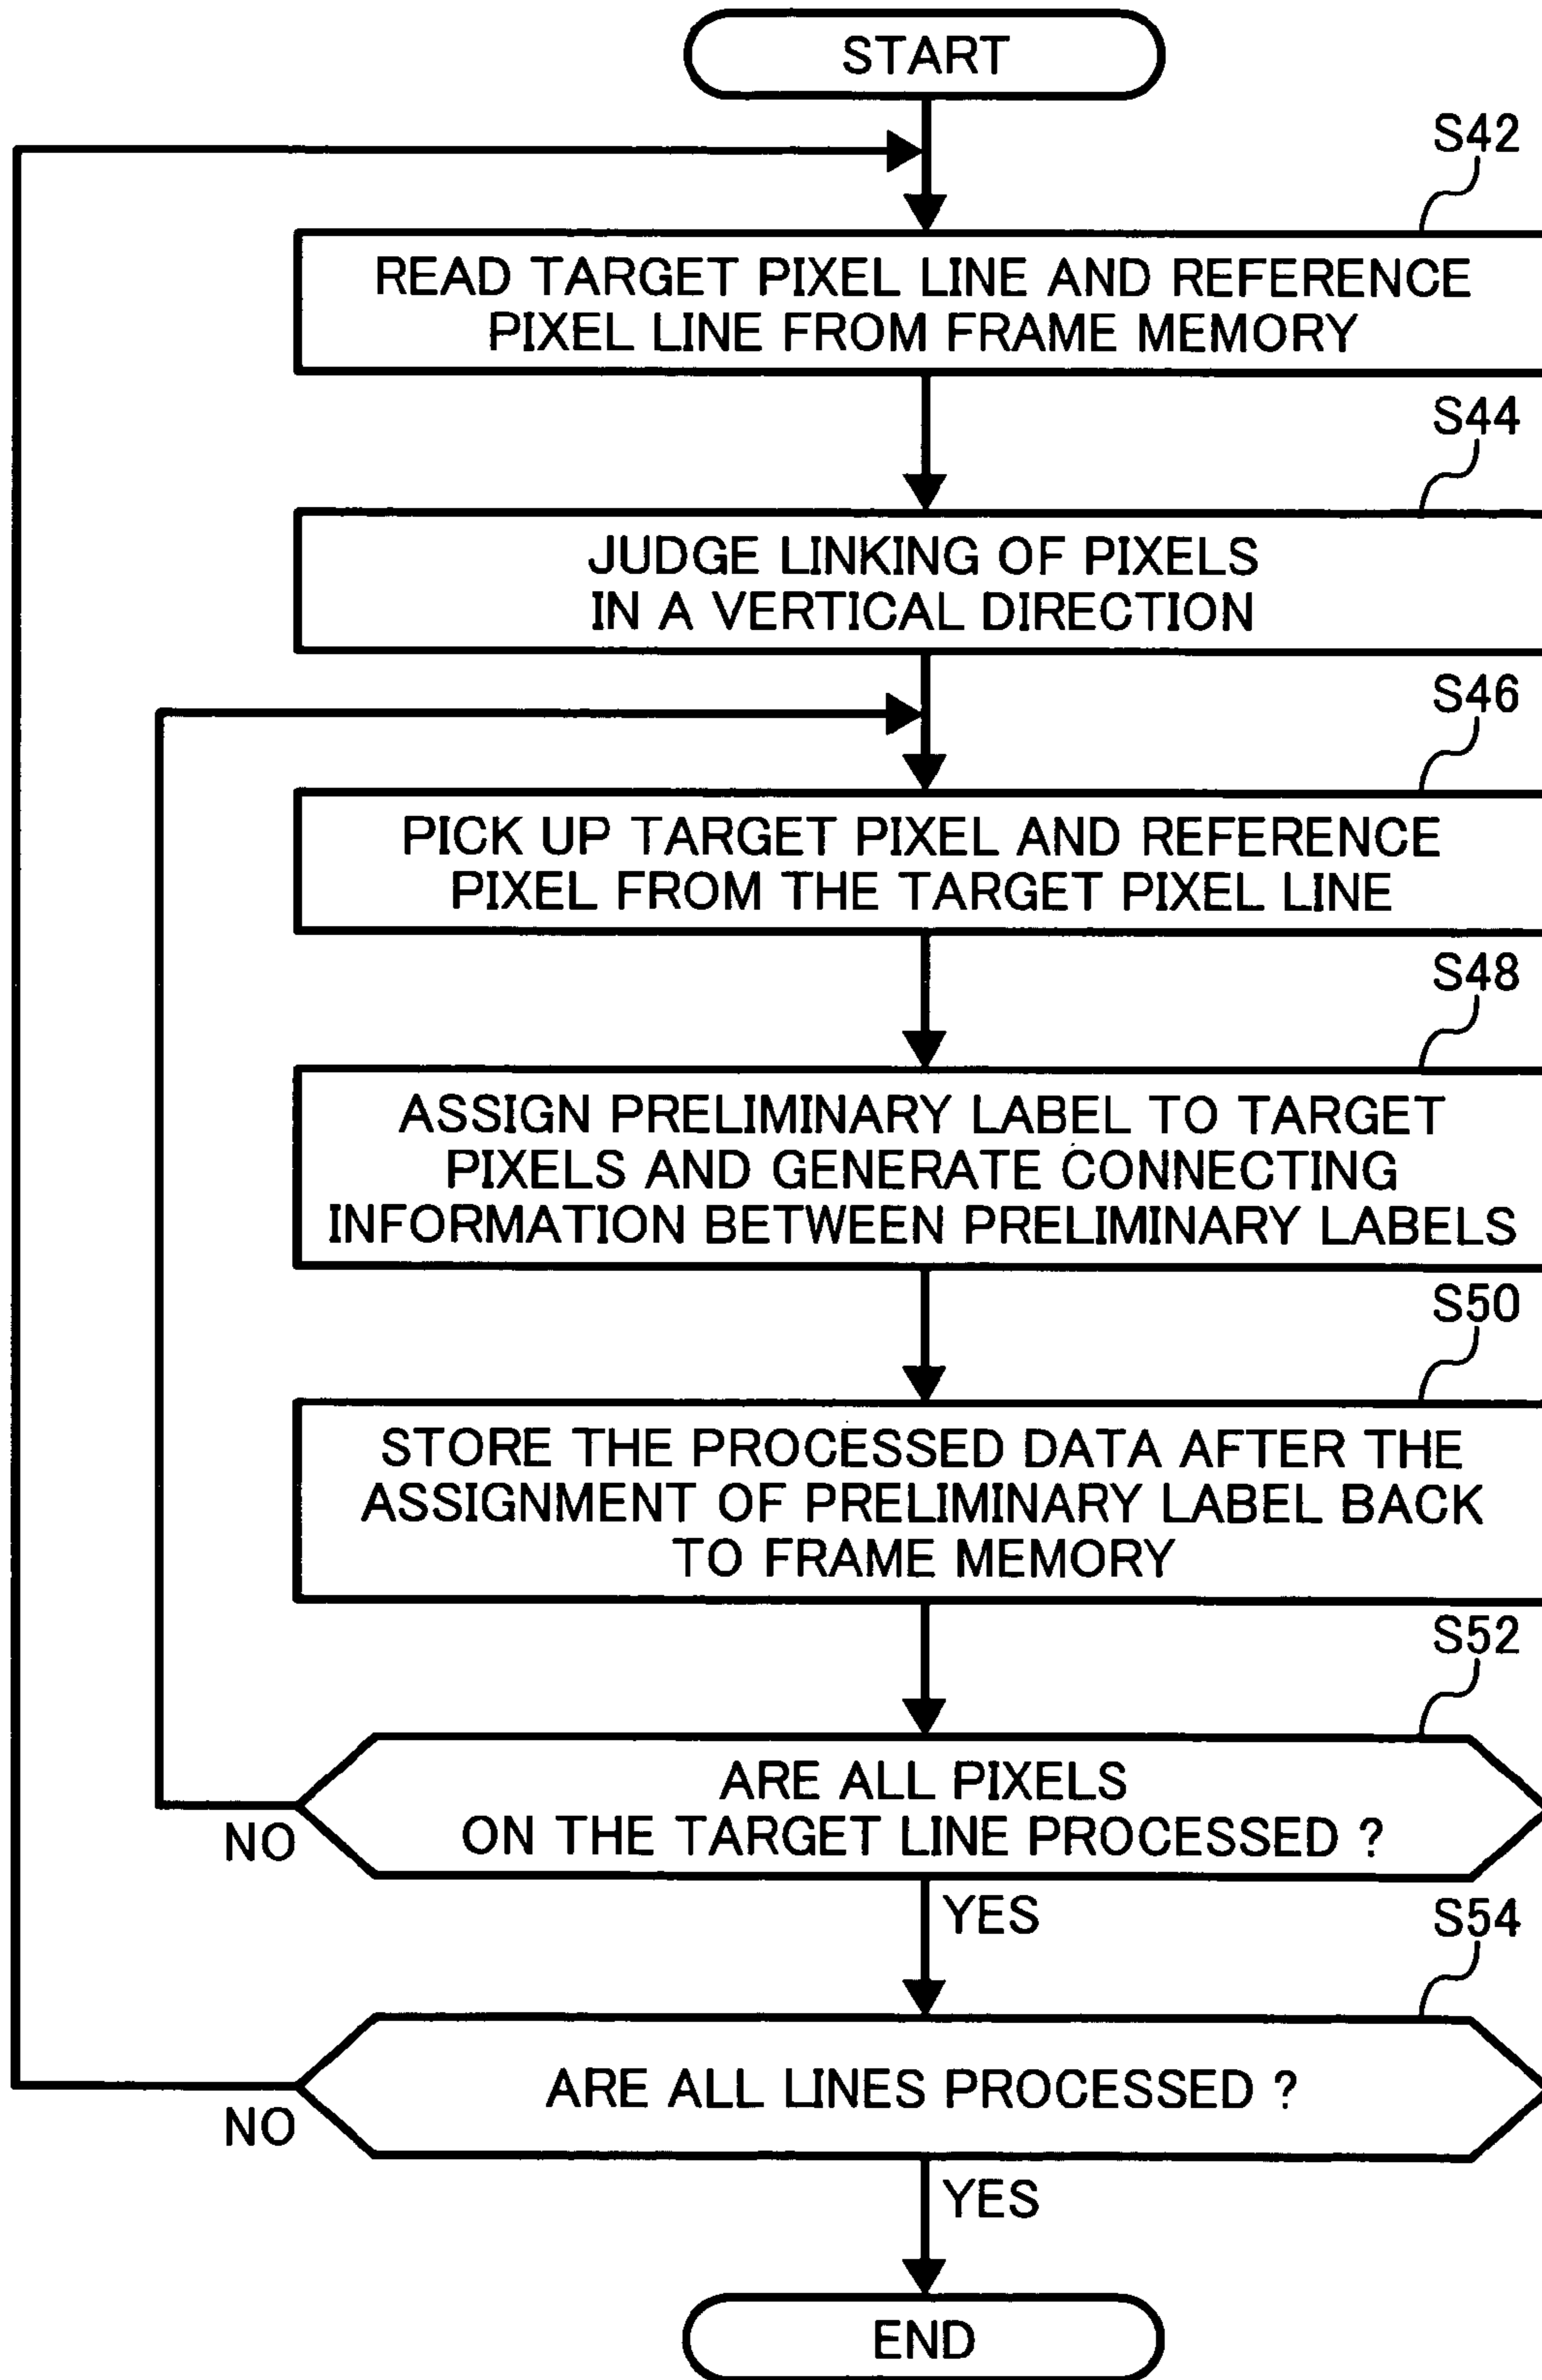 START
S42
READ TARGET PIXEL LINE AND REFERENCE
PIXEL LINE FROM FRAME MEMORY
S44
JUDGE LINKING OF PIXELS
IN A VERTICAL DIRECTION
S46
PICK UP TARGET PIXEL AND REFERENCE
PIXEL FROM THE TARGET PIXEL LINE
S48
ASSIGN PRELIMINARY LABEL TO TARGET
PIXELS AND GENERATE CONNECTING
INFORMATION BETWEEN PRELIMINARY LABELS
S50
STORE THE PROCESSED DATA AFTER THE
ASSIGNMENT OF PRELIMINARY LABEL BACK
TO FRAME MEMORY
S52
ARE ALL PIXELS
ON THE TARGET LINE PROCESSED ?
NO
YES
S54
ARE ALL LINES PROCESSED ?
NO
YES
END